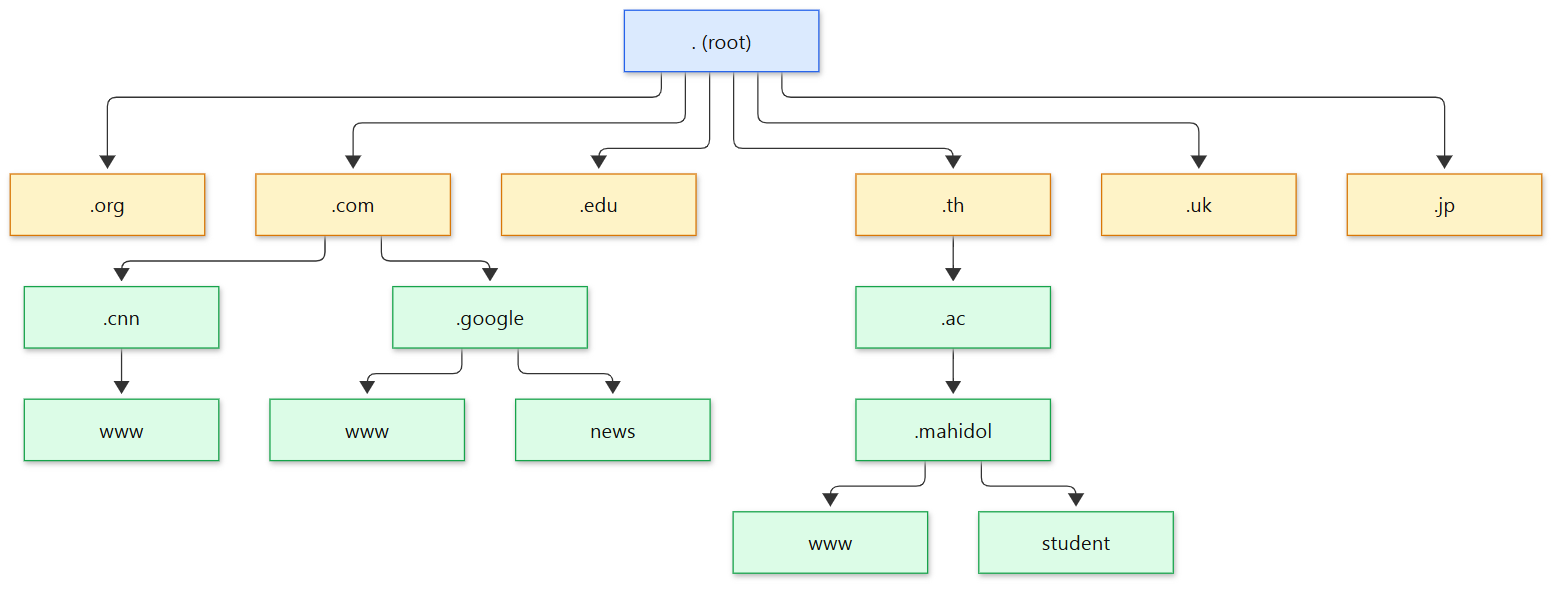 . (root)
.org
.com
.edu
.th
.uk
.jp
.cnn
.google
.ac
www
www
news
.mahidol
www
student